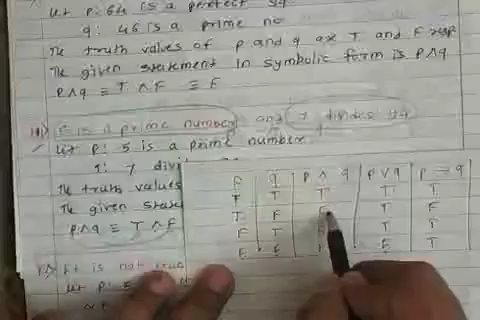 Let p: 64 is a perfect sq.
q: 46 is a prime no
The truth values of p and q are T and F resp
The given statement in symbolic form is p∧q
p∧q ≡ T ∧ F ≡ F
5 is a prime number and 7 divides 94
Let p: 5 is a prime number
7 divi
The truth values
The given state
p∧q ≡ T ∧ F
It is not true
Let p: 5
~p
P q p ∧ q p∨q p → q
T T T T T
T F F T F
F T T T
F F F T